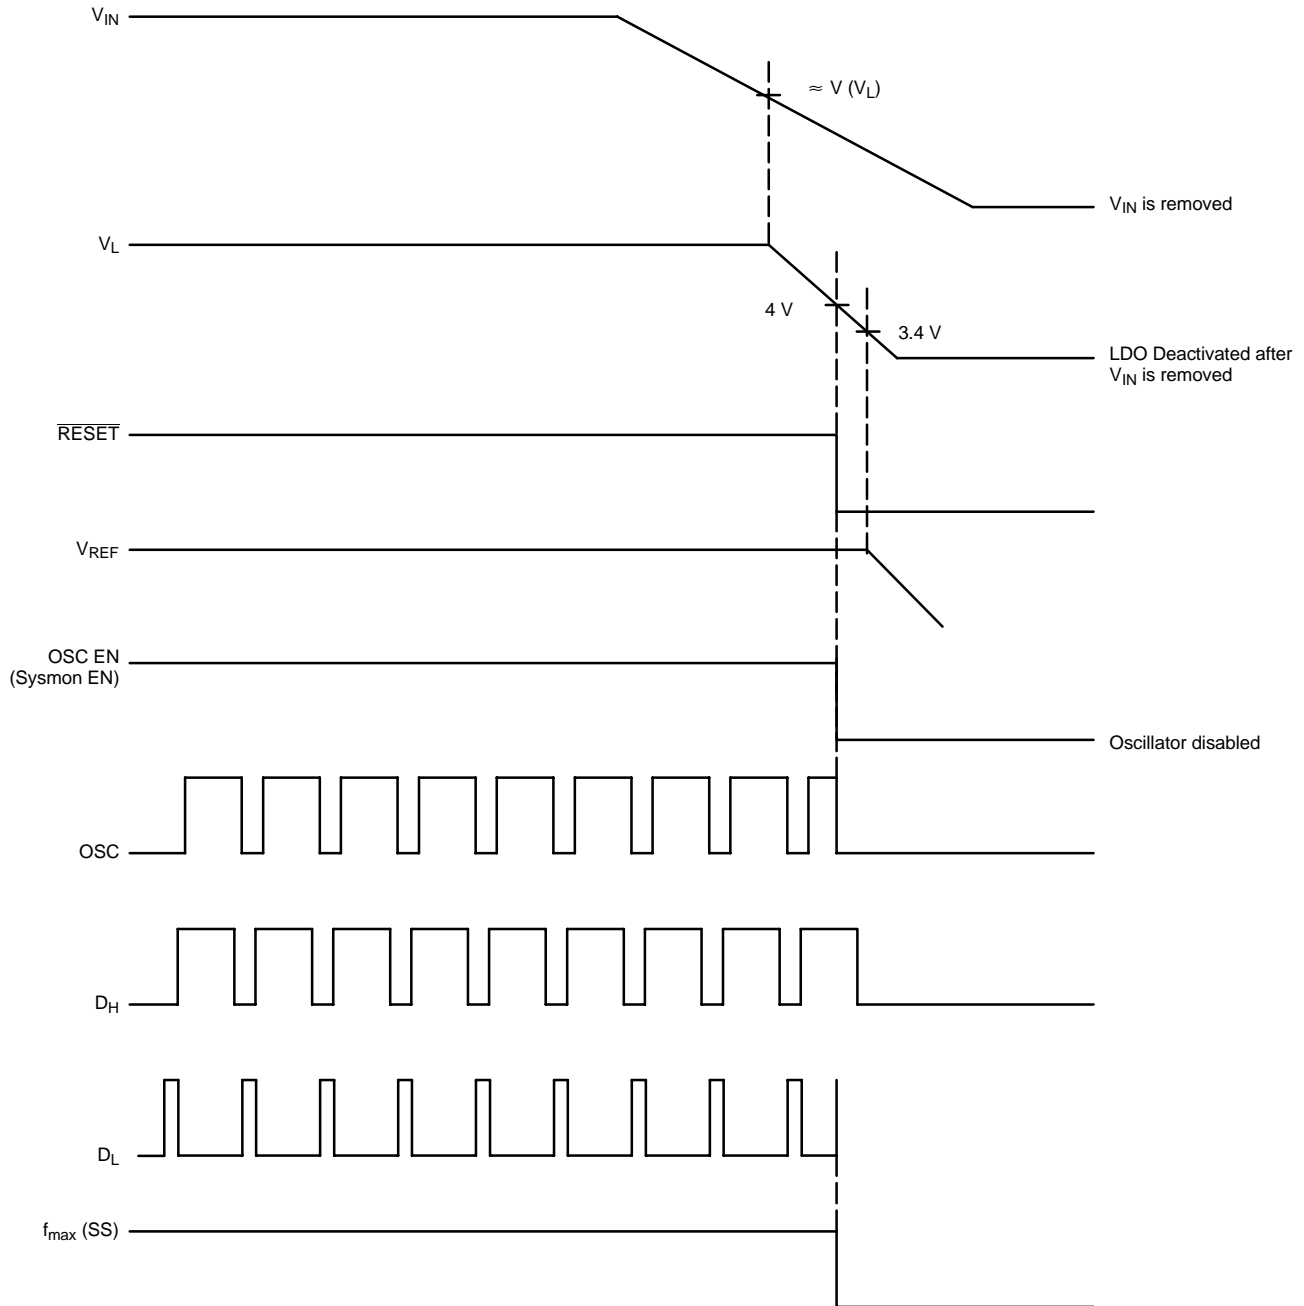 V_IN
≈ V (V_L)
V_IN is removed
V_L
4 V
3.4 V
LDO Deactivated after
V_IN is removed
RESET
V_REF
OSC EN
(Sysmon EN)
Oscillator disabled
OSC
D_H
D_L
f_max (SS)